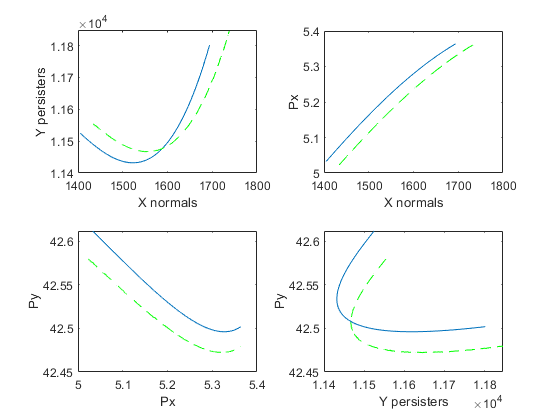 ×10⁴
1.18
1.17
1.16
1.15
1.14
Y persisters
1400 1500 1600 1700 1800
X normals
5.4
5.3
5.2
5.1
5
Px
1400 1500 1600 1700 1800
X normals
42.6
42.55
42.5
42.45
Py
5 5.1 5.2 5.3 5.4
Px
42.6
42.55
42.5
42.45
Py
1.14 1.15 1.16 1.17 1.18
Y persisters ×10⁴